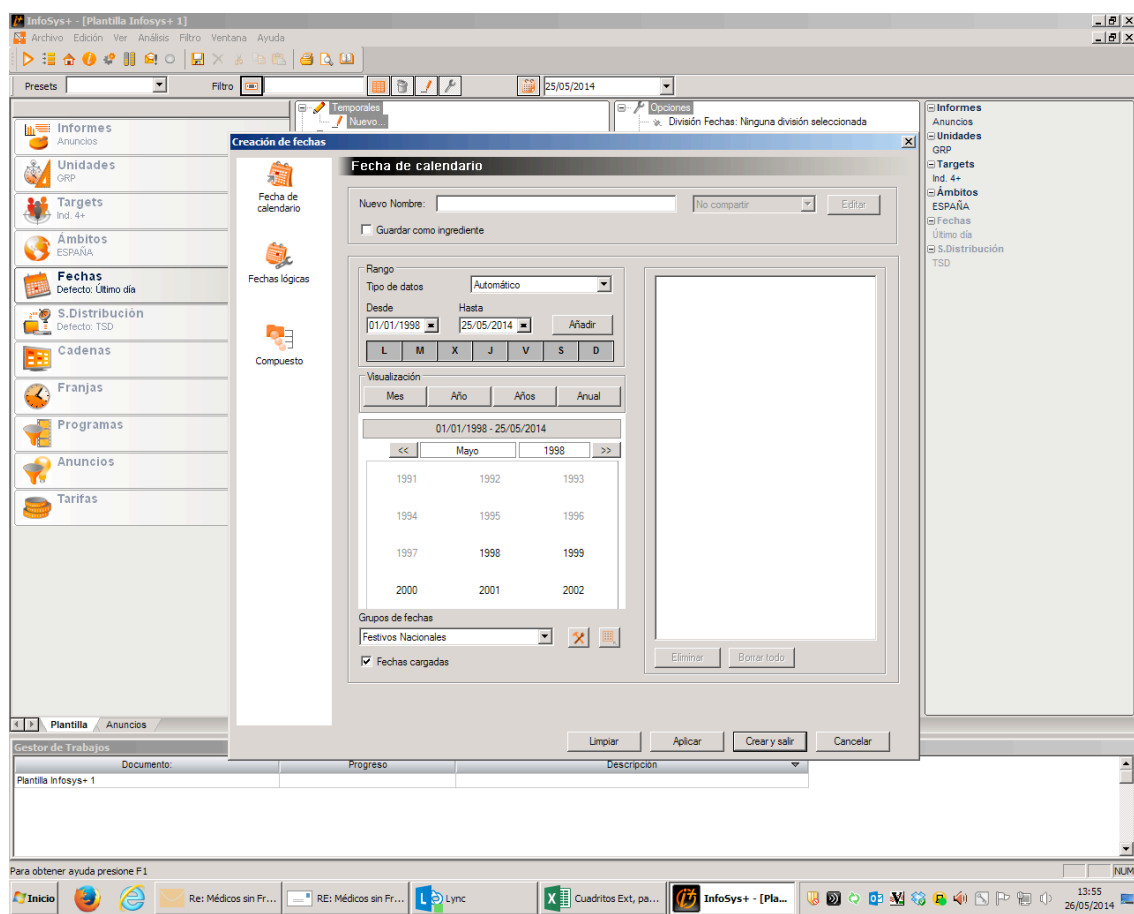 InfoSys+ - [Plantilla Infosys+ 1]
Archivo Edición Ver Análisis Filtro Ventana Ayuda
Presets Filtro 25/05/2014
Informes
Anuncios
Unidades
GRP
Targets
Ind. 4+
Ámbitos
ESPAÑA
Fechas
Defecto: Último día
S.Distribución
Defecto: TSD
Cadenas
Franjas
Programas
Anuncios
Tarifas
Temporales
Nuevo...
Opciones
División Fechas: Ninguna división seleccionada
Informes
Anuncios
Unidades
GRP
Targets
Ind. 4+
Ámbitos
ESPAÑA
Fechas
Último día
S.Distribución
TSD
Creación de fechas
Fecha de
calendario
Fechas lógicas
Compuesto
Fecha de calendario
Nuevo Nombre: No compartir Editar
Guardar como ingrediente
Rango
Tipo de datos Automático
Desde Hasta
01/01/1998 25/05/2014 Añadir
L M X J V S D
Visualización
Mes Año Años Anual
01/01/1998 - 25/05/2014
<< Mayo 1998 >>
1991 1992 1993
1994 1995 1996
1997 1998 1999
2000 2001 2002
Grupos de fechas
Festivos Nacionales
Fechas cargadas
Eliminar Borrar todo
Limpiar Aplicar Crear y salir Cancelar
Plantilla Anuncios
Gestor de Trabajos
Documento: Progreso Descripción
Plantilla Infosys+ 1
Para obtener ayuda presione F1
NUM
Inicio Re: Médicos sin Fr... RE: Médicos sin Fr... Lync Cuadritos Ext, pa... InfoSys+ - [Pla... 13:55
26/05/2014